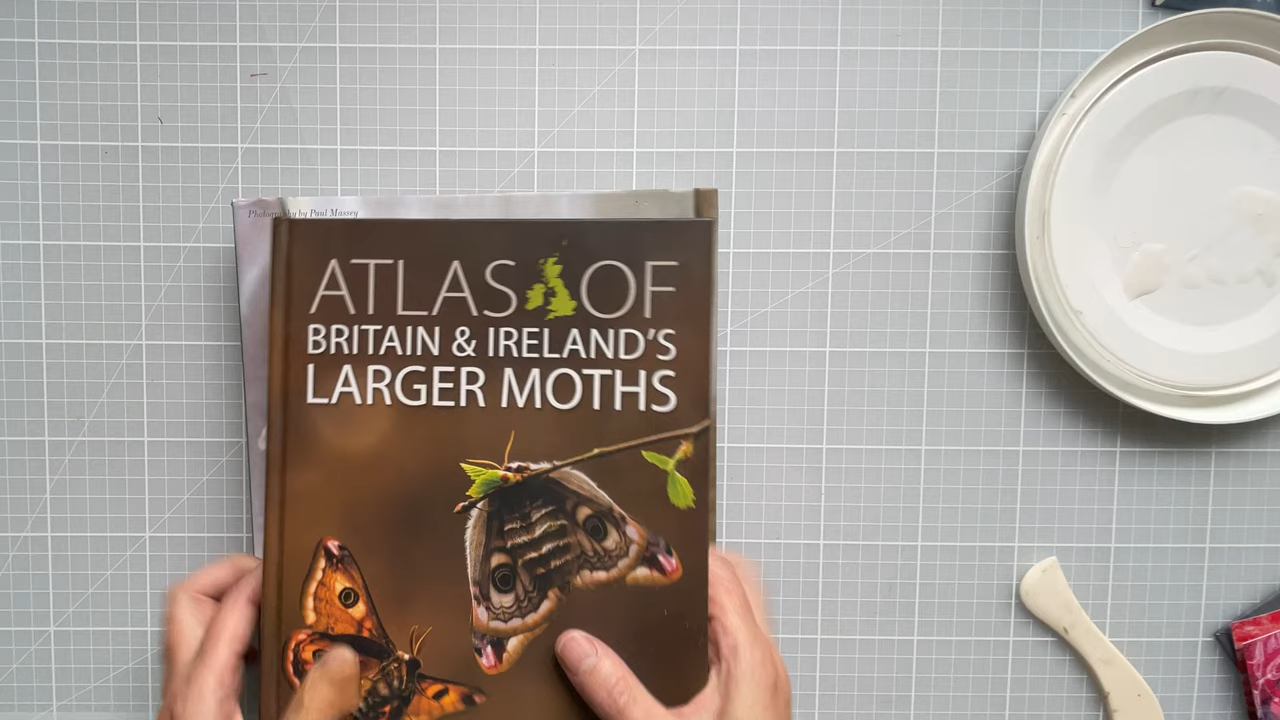 Photography by Paul Massey
ATLAS OF
BRITAIN & IRELAND'S
LARGER MOTHS